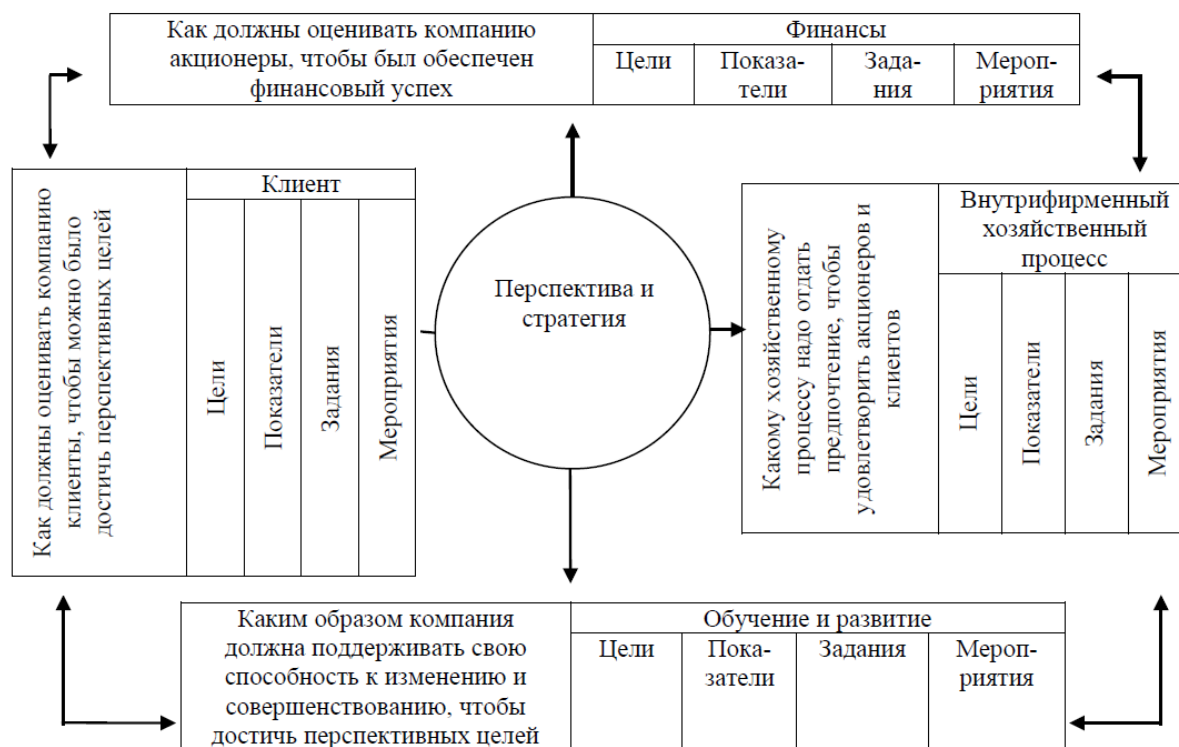 Как должны оценивать компанию
акционеры, чтобы был обеспечен
финансовый успех
Финансы
Цели
Показа-
тели
Зада-
ния
Мероп-
риятия
Как должны оценивать компанию
клиенты, чтобы можно было
достичь перспективных целей
Клиент
Цели
Показатели
Задания
Мероприятия
Перспектива и
стратегия
Какому хозяйственному
процессу надо отдать
предпочтение, чтобы
удовлетворить акционеров и
клиентов
Внутрифирменный
хозяйственный
процесс
Цели
Показатели
Задания
Мероприятия
Каким образом компания
должна поддерживать свою
способность к изменению и
совершенствованию, чтобы
достичь перспективных целей
Обучение и развитие
Цели
Пока-
затели
Задания
Мероп-
риятия